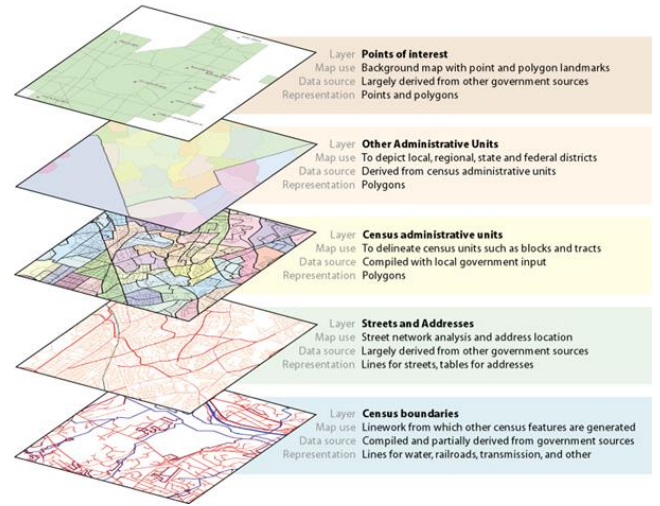 Layer Points of interest
Map use Background map with point and polygon landmarks
Data source Largely derived from other government sources
Representation Points and polygons
Layer Other Administrative Units
Map use To depict local, regional, state and federal districts
Data source Derived from census administrative units
Representation Polygons
Layer Census administrative units
Map use To delineate census units such as blocks and tracts
Data source Compiled with local government input
Representation Polygons
Layer Streets and Addresses
Map use Street network analysis and address location
Data source Largely derived from other government sources
Representation Lines for streets, tables for addresses
Layer Census boundaries
Map use Linework from which other census features are generated
Data source Compiled and partially derived from government sources
Representation Lines for water, railroads, transmission, and other